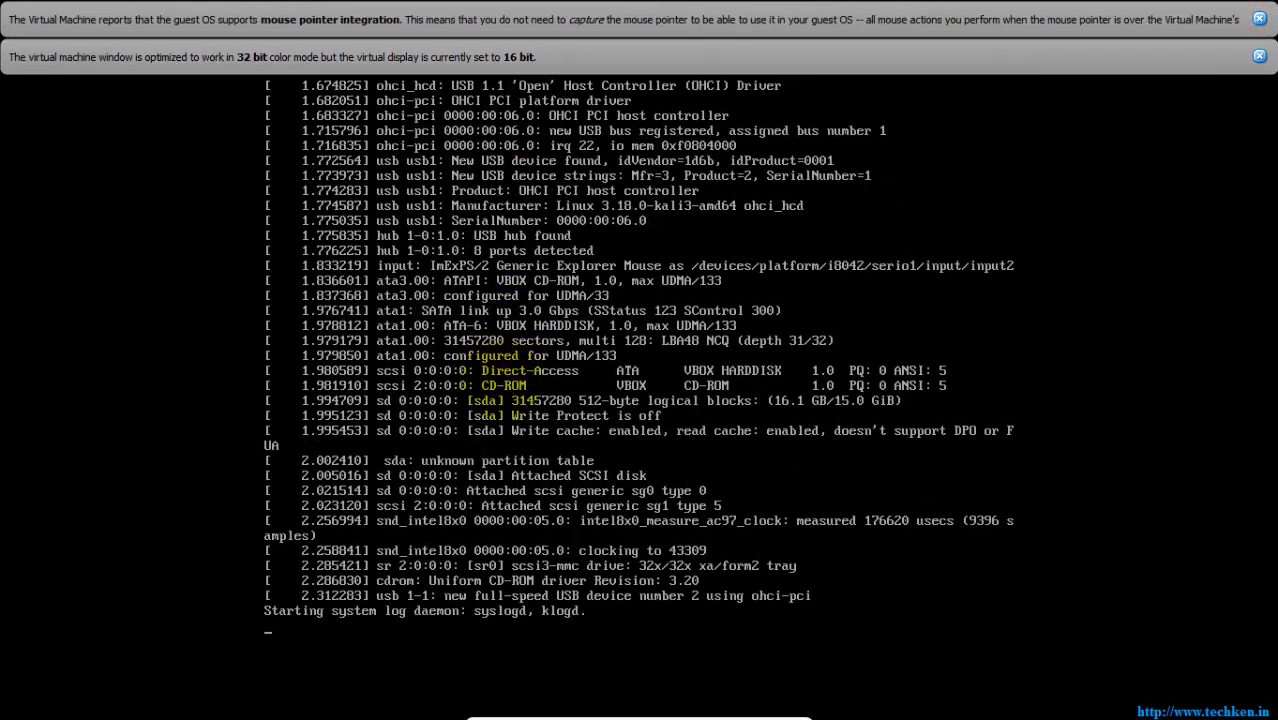 The Virtual Machine reports that the guest OS supports mouse pointer integration. This means that you do not need to capture the mouse pointer to be able to use it in your guest OS -- all mouse actions you perform when the mouse pointer is over the Virtual Machine's
The virtual machine window is optimized to work in 32 bit color mode but the virtual display is currently set to 16 bit.
[    1.674825] ohci_hcd: USB 1.1 'Open' Host Controller (OHCI) Driver
[    1.682051] ohci-pci: OHCI PCI platform driver
[    1.683327] ohci-pci 0000:00:06.0: OHCI PCI host controller
[    1.715796] ohci-pci 0000:00:06.0: new USB bus registered, assigned bus number 1
[    1.716835] ohci-pci 0000:00:06.0: irq 22, io mem 0xf0804000
[    1.772564] usb usb1: New USB device found, idVendor=1d6b, idProduct=0001
[    1.773973] usb usb1: New USB device strings: Mfr=3, Product=2, SerialNumber=1
[    1.774283] usb usb1: Product: OHCI PCI host controller
[    1.774587] usb usb1: Manufacturer: Linux 3.18.0-kali3-amd64 ohci_hcd
[    1.775035] usb usb1: SerialNumber: 0000:00:06.0
[    1.775835] hub 1-0:1.0: USB hub found
[    1.776225] hub 1-0:1.0: 8 ports detected
[    1.833219] input: ImExPS/2 Generic Explorer Mouse as /devices/platform/i8042/serio1/input/input2
[    1.836601] ata3.00: ATAPI: VBOX CD-ROM, 1.0, max UDMA/133
[    1.837368] ata3.00: configured for UDMA/33
[    1.976741] ata1: SATA link up 3.0 Gbps (SStatus 123 SControl 300)
[    1.978812] ata1.00: ATA-6: VBOX HARDDISK, 1.0, max UDMA/133
[    1.979179] ata1.00: 31457280 sectors, multi 128: LBA48 NCQ (depth 31/32)
[    1.979850] ata1.00: configured for UDMA/133
[    1.980589] scsi 0:0:0:0: Direct-Access     ATA      VBOX HARDDISK    1.0  PQ: 0 ANSI: 5
[    1.981910] scsi 2:0:0:0: CD-ROM            VBOX     CD-ROM           1.0  PQ: 0 ANSI: 5
[    1.994709] sd 0:0:0:0: [sda] 31457280 512-byte logical blocks: (16.1 GB/15.0 GiB)
[    1.995123] sd 0:0:0:0: [sda] Write Protect is off
[    1.995453] sd 0:0:0:0: [sda] Write cache: enabled, read cache: enabled, doesn't support DPO or F
UA
[    2.002410]  sda: unknown partition table
[    2.005016] sd 0:0:0:0: [sda] Attached SCSI disk
[    2.021514] sd 0:0:0:0: Attached scsi generic sg0 type 0
[    2.023120] scsi 2:0:0:0: Attached scsi generic sg1 type 5
[    2.256994] snd_intel8x0 0000:00:05.0: intel8x0_measure_ac97_clock: measured 176620 usecs (9396 s
amples)
[    2.258841] snd_intel8x0 0000:00:05.0: clocking to 43309
[    2.285421] sr 2:0:0:0: [sr0] scsi3-mmc drive: 32x/32x xa/form2 tray
[    2.286830] cdrom: Uniform CD-ROM driver Revision: 3.20
[    2.312283] usb 1-1: new full-speed USB device number 2 using ohci-pci
Starting system log daemon: syslogd, klogd.
_
http://www.techken.in